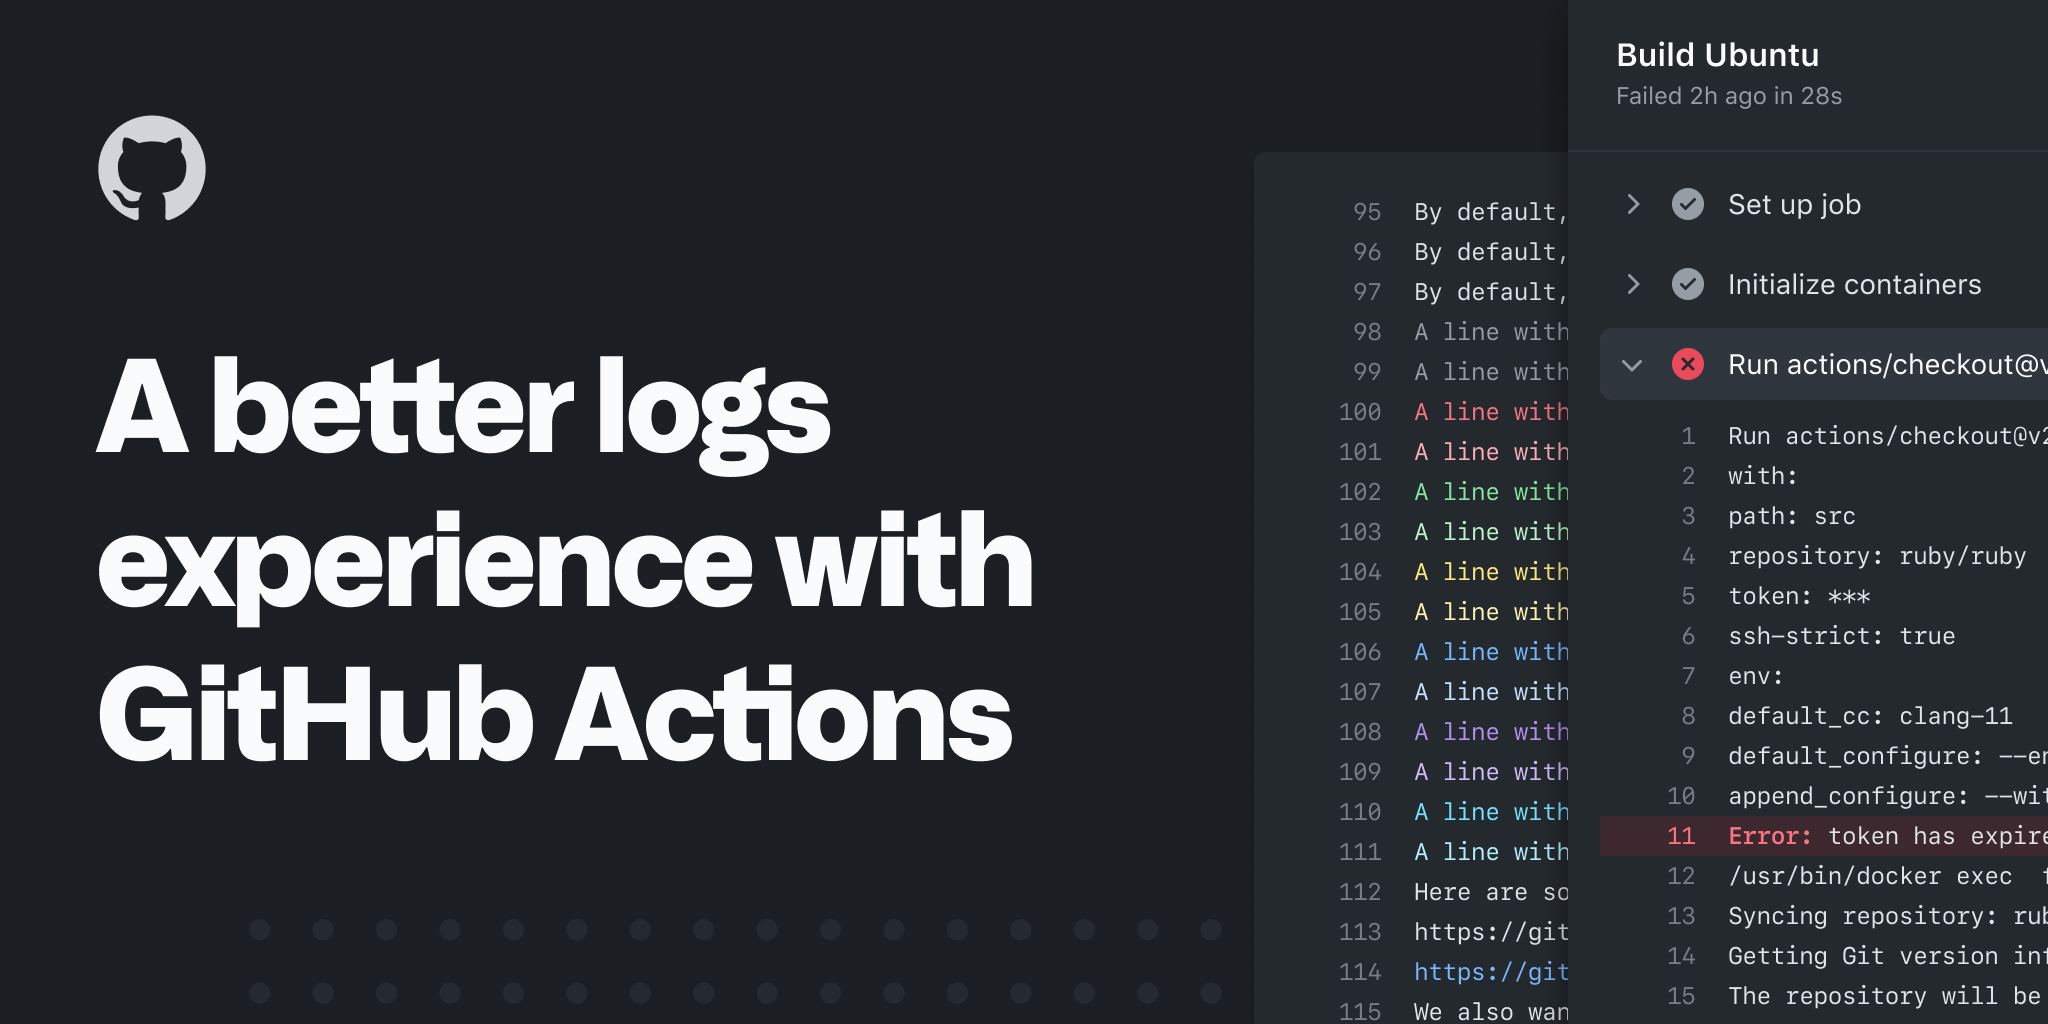 A better logs
experience with
GitHub Actions
95 By default,
96 By default,
97 By default,
98 A line with
99 A line with
100 A line with
101 A line with
102 A line with
103 A line with
104 A line with
105 A line with
106 A line with
107 A line with
108 A line with
109 A line with
110 A line with
111 A line with
112 Here are so
113 https://git
114 https://git
115 We also wan
Build Ubuntu
Failed 2h ago in 28s
Set up job
Initialize containers
Run actions/checkout@v
1 Run actions/checkout@v2
2 with:
3 path: src
4 repository: ruby/ruby
5 token: ***
6 ssh-strict: true
7 env:
8 default_cc: clang-11
9 default_configure: --en
10 append_configure: --wit
11 Error: token has expire
12 /usr/bin/docker exec
13 Syncing repository: rub
14 Getting Git version inf
15 The repository will be